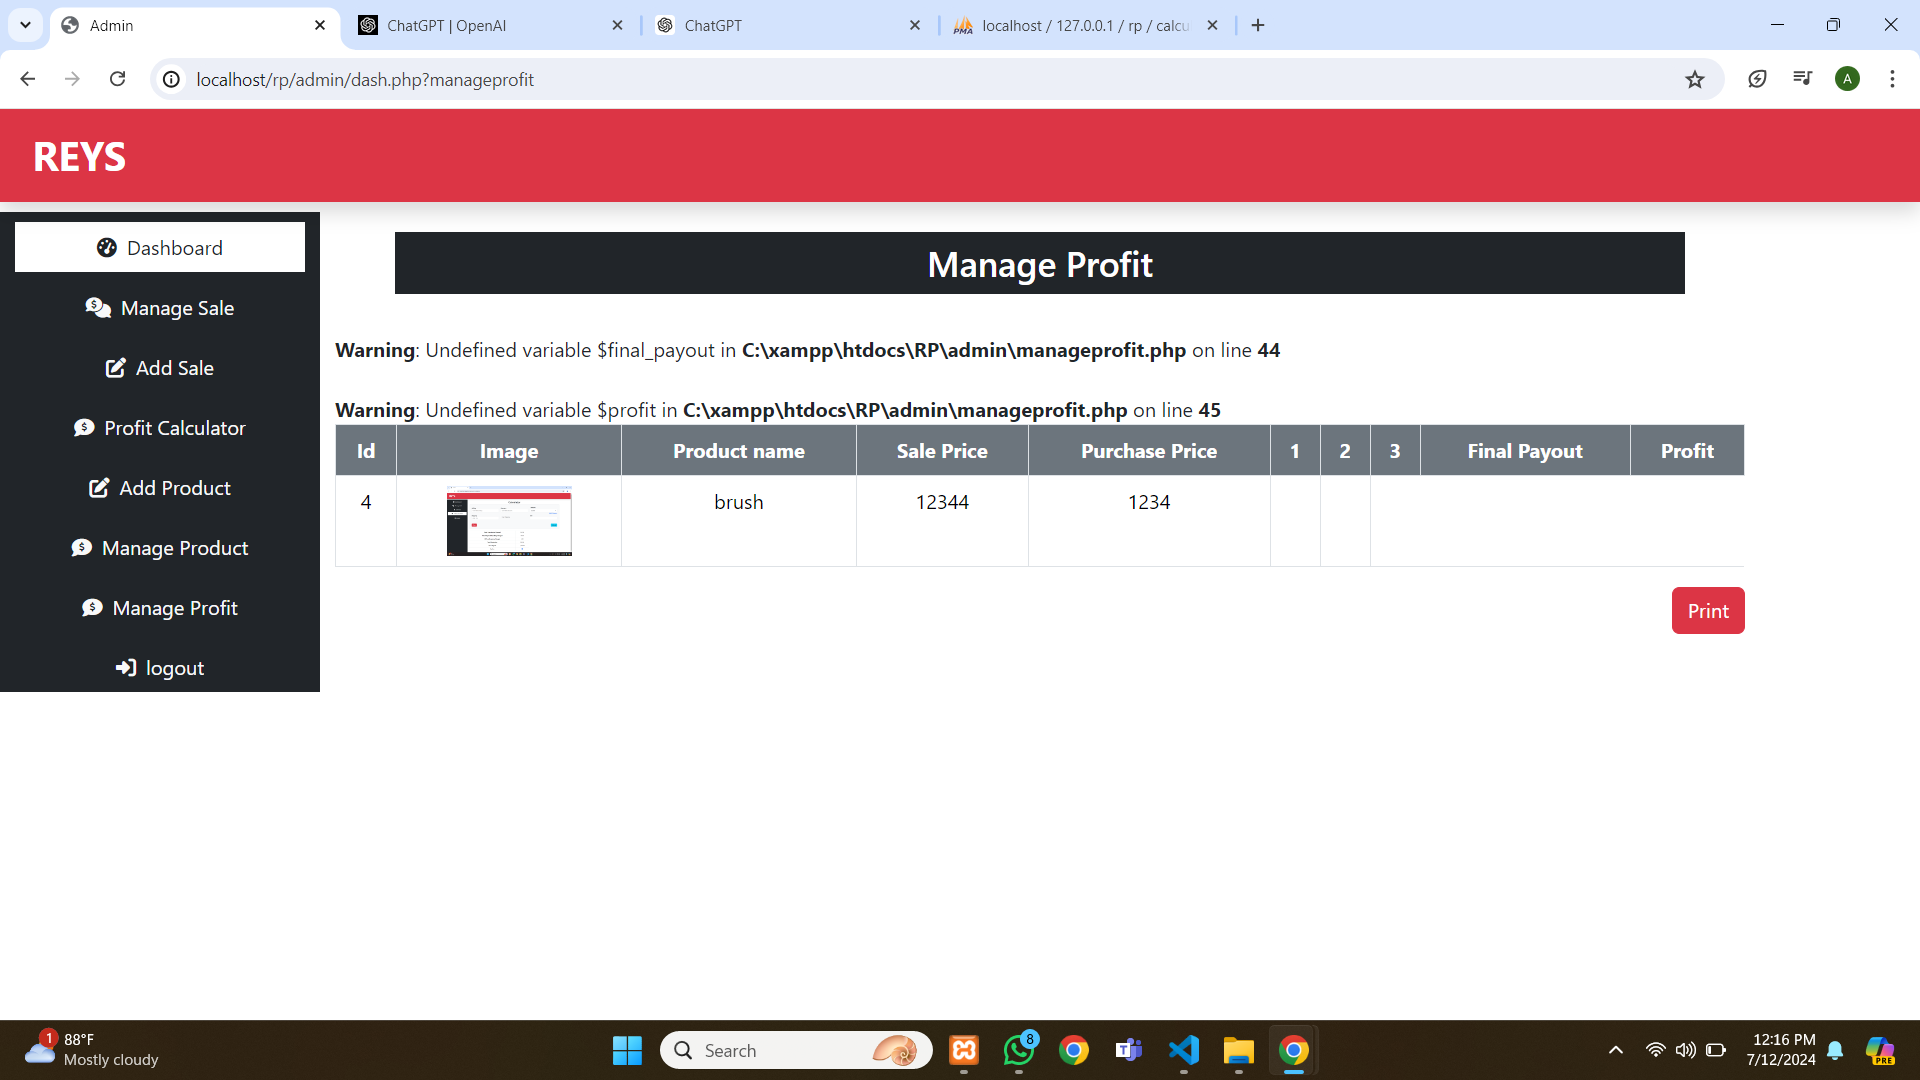 Admin
ChatGPT | OpenAI
ChatGPT
localhost / 127.0.0.1 / rp / calcu
localhost/rp/admin/dash.php?manageprofit
A
REYS
Dashboard
Manage Sale
Add Sale
Profit Calculator
Add Product
Manage Product
Manage Profit
logout
Manage Profit
Warning: Undefined variable $final_payout in C:\xampp\htdocs\RP\admin\manageprofit.php on line 44
Warning: Undefined variable $profit in C:\xampp\htdocs\RP\admin\manageprofit.php on line 45
Id Image Product name Sale Price Purchase Price 1 2 3 Final Payout Profit
4 brush 12344 1234
Print
1
88°F
Mostly cloudy
Search
8
12:16 PM
7/12/2024
PRE